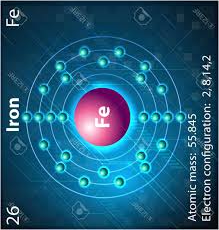 Fe
Iron
26
Fe
Atomic mass: 55.845
Electron configuration: 2, 8,14,2